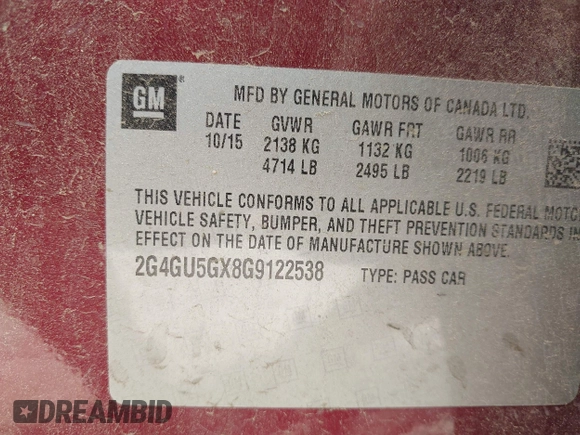 GM ® MFD BY GENERAL MOTORS OF CANADA LTD.
DATE GVWR GAWR FRT GAWR RR
10/15 2138 KG 1132 KG 1006 KG
4714 LB 2495 LB 2219 LB
THIS VEHICLE CONFORMS TO ALL APPLICABLE U.S. FEDERAL MOTO
VEHICLE SAFETY, BUMPER, AND THEFT PREVENTION STANDARDS IN
EFFECT ON THE DATE OF MANUFACTURE SHOWN ABOVE.
2G4GU5GX8G9122538 TYPE: PASS CAR
DREAMBID